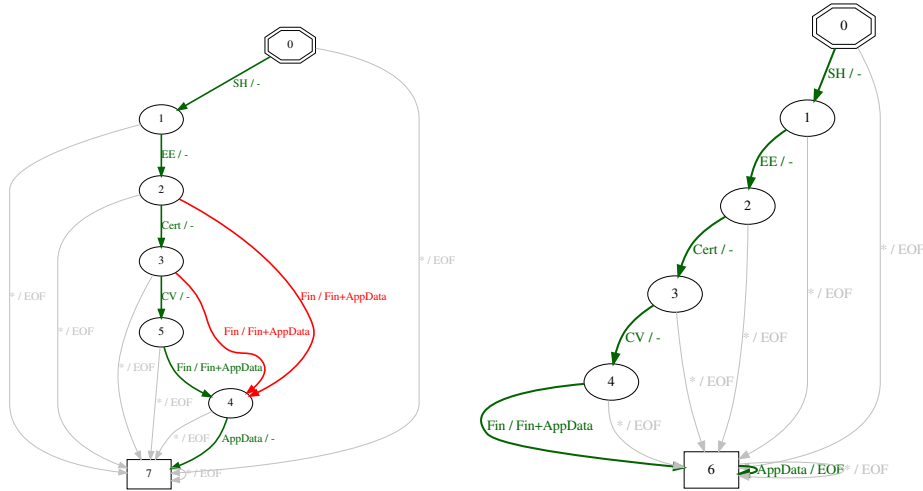 0
SH / -
1
EE / -
2
Cert / -
* / EOF
3
* / EOF
* / EOF
Fin / Fin+AppData
CV / -
5
Fin / Fin+AppData
* / EOF
Fin / Fin+AppData
* / EOF
4
AppData / -
* / EOF
7
* / EOF
0
SH / -
1
EE / -
2
Cert / -
* / EOF
3
* / EOF
CV / -
4
* / EOF
* / EOF
Fin / Fin+AppData
* / EOF
6
AppData / EOF
* / EOF